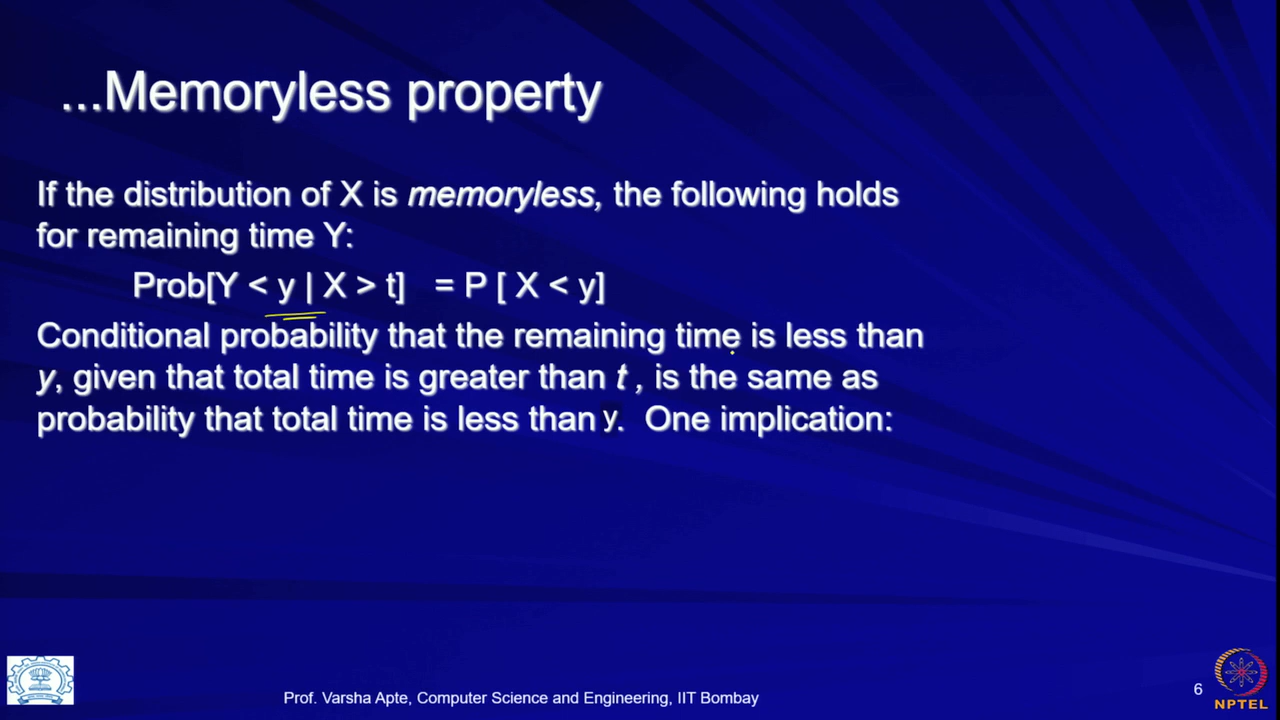 ...Memoryless property
If the distribution of X is memoryless, the following holds
for remaining time Y:
Prob[Y < y | X > t] = P [ X < y]
Conditional probability that the remaining time is less than
y, given that total time is greater than t , is the same as
probability that total time is less than y. One implication:
Prof. Varsha Apte, Computer Science and Engineering, IIT Bombay
6
NPTEL